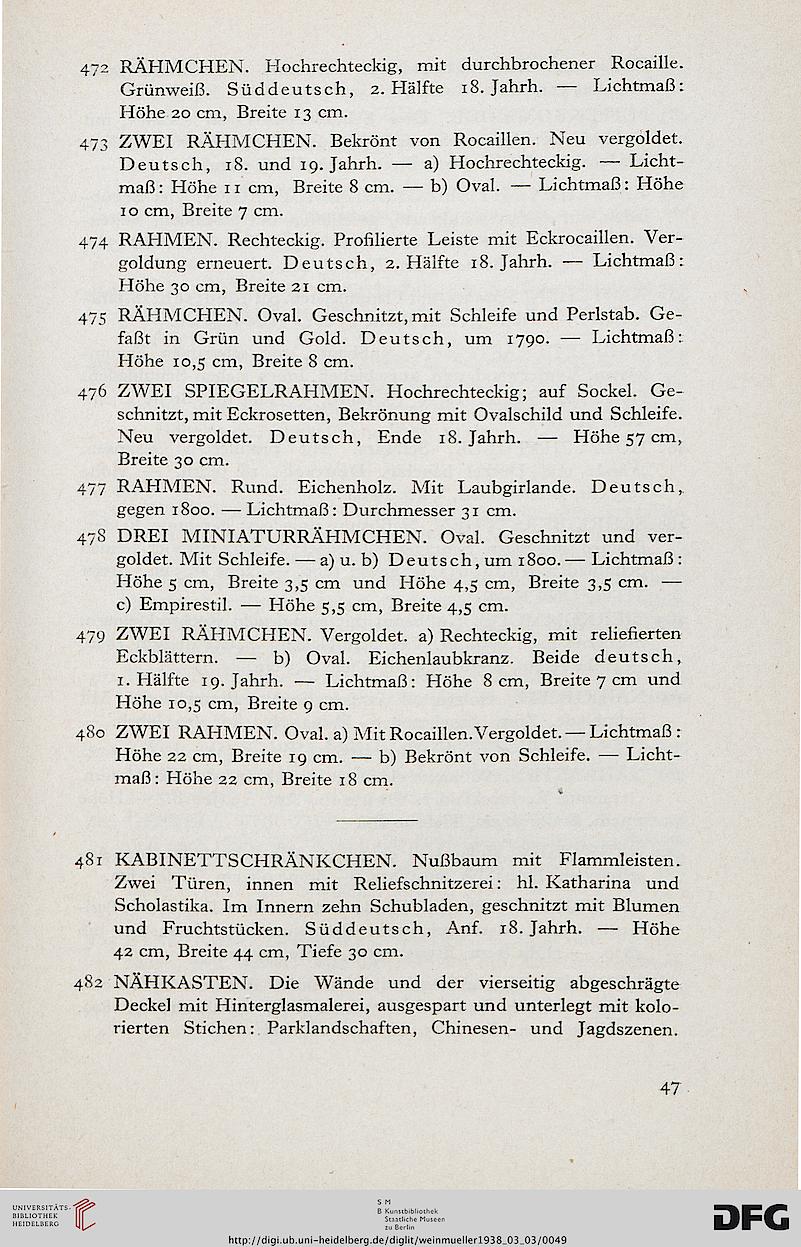 472 RÄHMCHEN. Hochrechteckig, mit durchbrochener Rocaille.
Grünweiß. Süddeutsch, 2. Hälfte 18. Jahrh. — Lichtmaß:
Höhe 20 cm, Breite 13 cm.
473 ZWEI RÄHMCHEN. Bekrönt von Rocaillen. Neu vergoldet.
Deutsch, 18. und 19. Jahrh. — a) Hochrechteckig. — Licht-
maß: Höhe 11 cm, Breite 8 cm. — b) Oval. — Lichtmaß: Höhe
10 cm, Breite 7 cm.
474 RAHMEN. Rechteckig. Profilierte Leiste mit Eckrocaillen. Ver-
goldung erneuert. Deutsch, 2. Hälfte 18. Jahrh. — Lichtmaß:
Höhe 30 cm, Breite 21 cm.
475 RÄHMCHEN. Oval. Geschnitzt, mit Schleife und Perlstab. Ge-
faßt in Grün und Gold. Deutsch, um 1790. — Lichtmaß:
Höhe 10,5 cm, Breite 8 cm.
476 ZWEI SPIEGELRAHMEN. Hochrechteckig; auf Sockel. Ge-
schnitzt, mit Eckrosetten, Bekrönung mit Ovalschild und Schleife.
Neu vergoldet. Deutsch, Ende 18. Jahrh. — Höhe 57 cm,
Breite 30 cm.
477 RAHMEN. Rund. Eichenholz. Mit Laubgirlande. Deutsch,
gegen 1800. — Lichtmaß: Durchmesser 31 cm.
478 DREI MINIATURRÄHMCHEN. Oval. Geschnitzt und ver-
goldet. Mit Schleife. — a) u. b) Deutsch, um 1800. — Lichtmaß:
Höhe 5 cm, Breite 3,5 cm und Höhe 4,5 cm, Breite 3,5 cm. —
c) Empirestil. — Höhe 5,5 cm, Breite 4,5 cm.
479 ZWEI RÄHMCHEN. Vergoldet. a) Rechteckig, mit reliefierten
Eckblättern. — b) Oval. Eichenlaubkranz. Beide deutsch,
1. Hälfte 19. Jahrh. — Lichtmaß: Höhe 8 cm, Breite 7 cm und
Höhe 10,5 cm, Breite 9 cm.
480 ZWEI RAHMEN. Oval. a) Mit Rocaillen. Vergoldet. — Lichtmaß:
Höhe 22 cm, Breite 19 cm. — b) Bekrönt von Schleife. — Licht-
maß: Höhe 22 cm, Breite 18 cm.
481 KABINETTSCHRÄNKCHEN. Nußbaum mit Flammleisten.
Zwei Türen, innen mit Reliefschnitzerei: hl. Katharina und
Scholastika. Im Innern zehn Schubladen, geschnitzt mit Blumen
und Fruchtstücken. Süddeutsch, Anf. 18. Jahrh. — Höhe
42 cm, Breite 44 cm, Tiefe 30 cm.
482 NÄHKASTEN. Die Wände und der vierseitig abgeschrägte
Deckel mit Hinterglasmalerei, ausgespart und unterlegt mit kolo-
rierten Stichen: Parklandschaften, Chinesen- und Jagdszenen.
47
UNIVERSITÄTS-
BIBLIOTHEK
HEIDELBERG
S M
B Kunstbibliothek
Staatliche Museen
zu Berlin
DFG
http://digi.ub.uni-heidelberg.de/diglit/weinmueller1938_03_03/0049